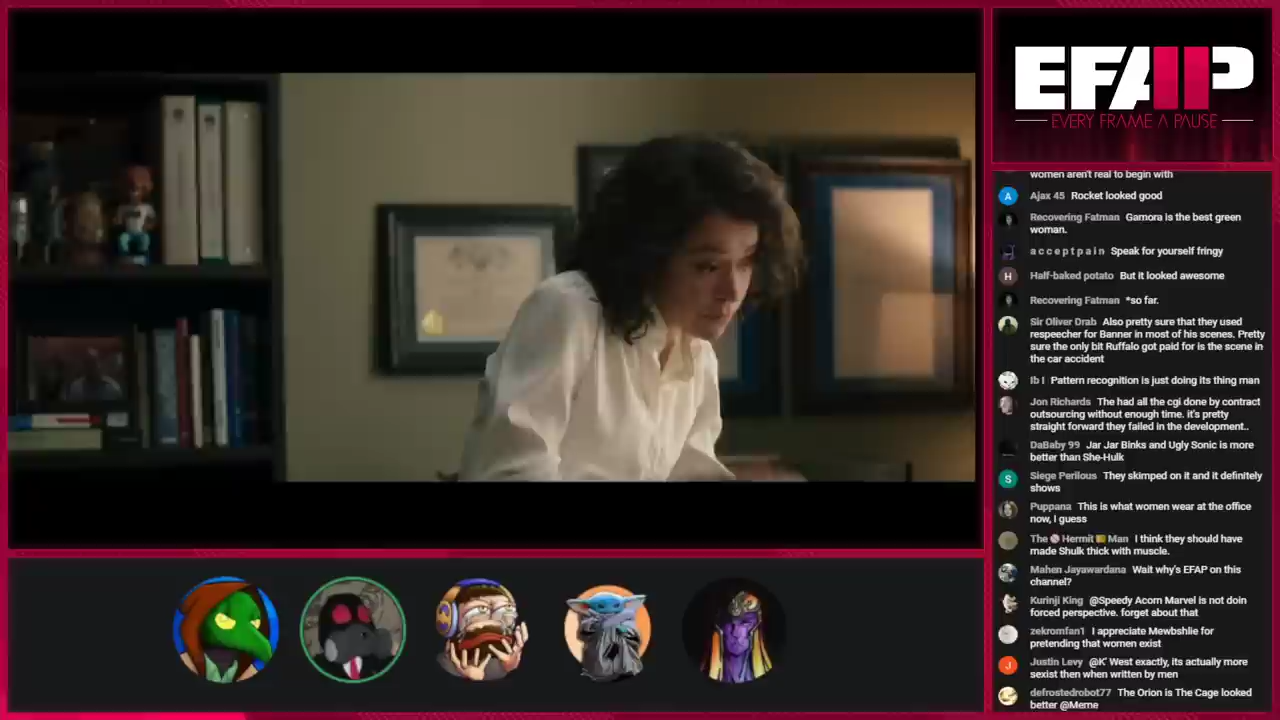 EFAP
EVERY FRAME A PAUSE
women aren't real to begin with
Ajax 45 Rocket looked good
Recovering Fatman Gamora is the best green
woman.
a c c e p t p a i n Speak for yourself fringy
Half-baked potato But it looked awesome
Recovering Fatman *so far.
Sir Oliver Drab Also pretty sure that they used
respeecher for Banner in most of his scenes. Pretty
sure the only bit Ruffalo got paid for is the scene in
the car accident
Ib I Pattern recognition is just doing its thing man
Jon Richards The had all the cgi done by contract
outsourcing without enough time. it's pretty
straight forward they failed in the development..
DaBaby 99 Jar Jar Binks and Ugly Sonic is more
better than She-Hulk
Siege Perilous They skimped on it and it definitely
shows
Puppana This is what women wear at the office
now, I guess
The Hermit Man I think they should have
made Shulk thick with muscle.
Mahen Jayawardana Wait why's EFAP on this
channel?
Kurinji King @Speedy Acorn Marvel is not doin
forced perspective. forget about that
zekromfan1 I appreciate Mewbshlie for
pretending that women exist
Justin Levy @K' West exactly, its actually more
sexist then when written by men
defrostedrobot77 The Orion is The Cage looked
better @Meme